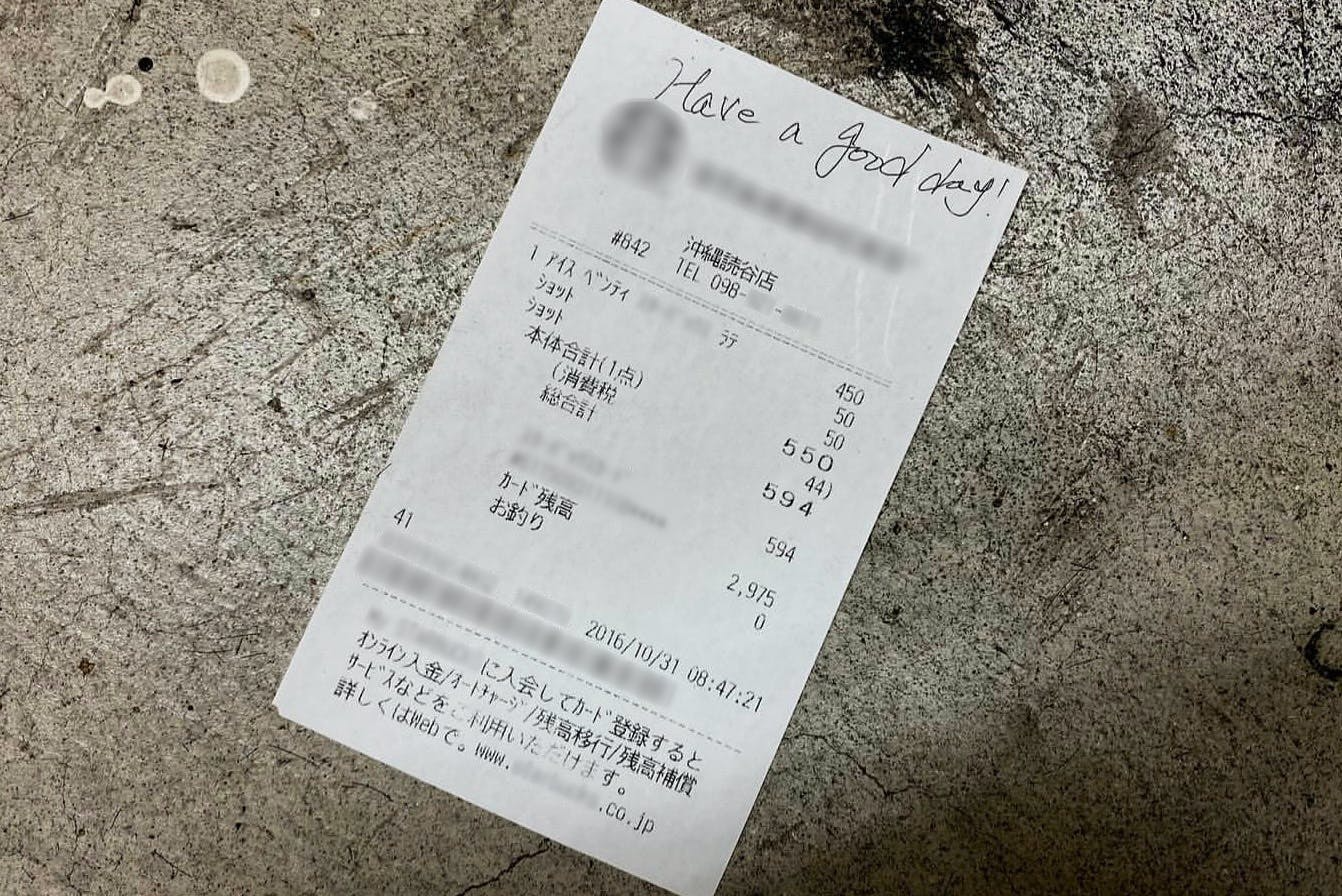 Have a good day!
#842 沖縄読谷店
TEL 098-
1 アイス ベンティ ラテ 450
ショット 50
ショット 50
本体合計(1点) 550
(消費税 44)
総合計 594
594
カード残高 2,975
お釣り 0
41
2016/10/31 08:47:21
に入会してカード登録すると
オンライン入金/オートチャージ/残高移行/残高補償
サービスなどをご利用いただけます。
詳しくはWebで。www. .co.jp